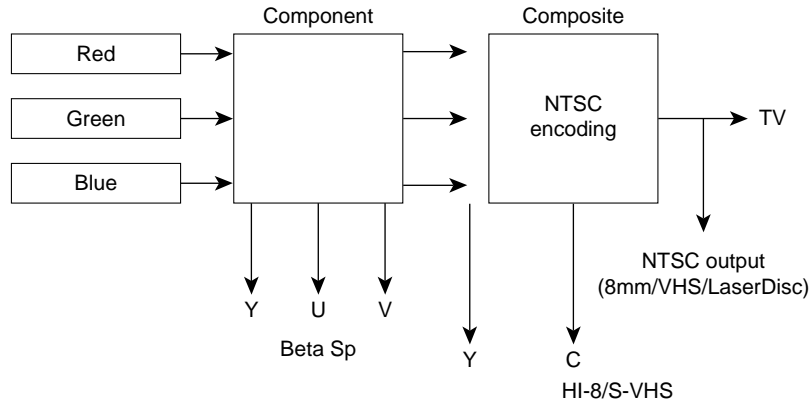 Component
Composite
Red
Green
Blue
NTSC
encoding
TV
NTSC output
(8mm/VHS/LaserDisc)
Y U V
Beta Sp
Y C
HI-8/S-VHS